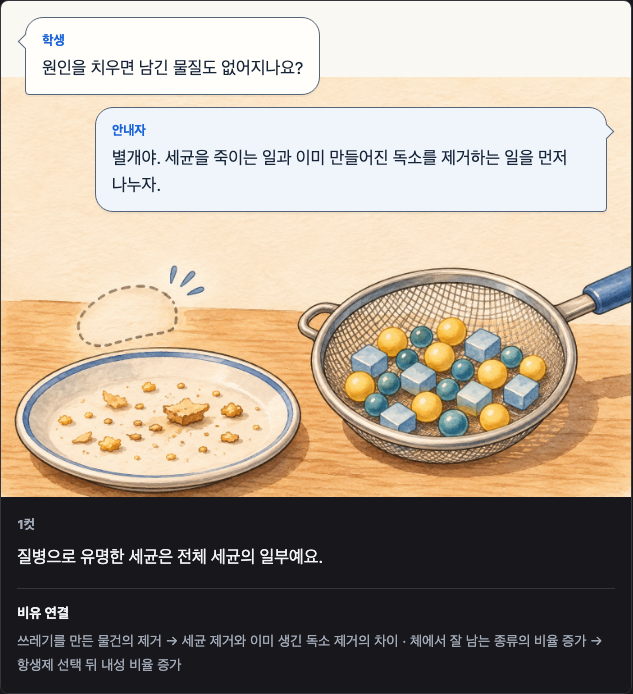 학생
원인을 치우면 남긴 물질도 없어지나요?
안내자
별개야. 세균을 죽이는 일과 이미 만들어진 독소를 제거하는 일을 먼저
나누자.
1컷
질병으로 유명한 세균은 전체 세균의 일부예요.
비유 연결
쓰레기를 만든 물건의 제거 → 세균 제거와 이미 생긴 독소 제거의 차이 · 체에서 잘 남는 종류의 비율 증가 →
항생제 선택 뒤 내성 비율 증가